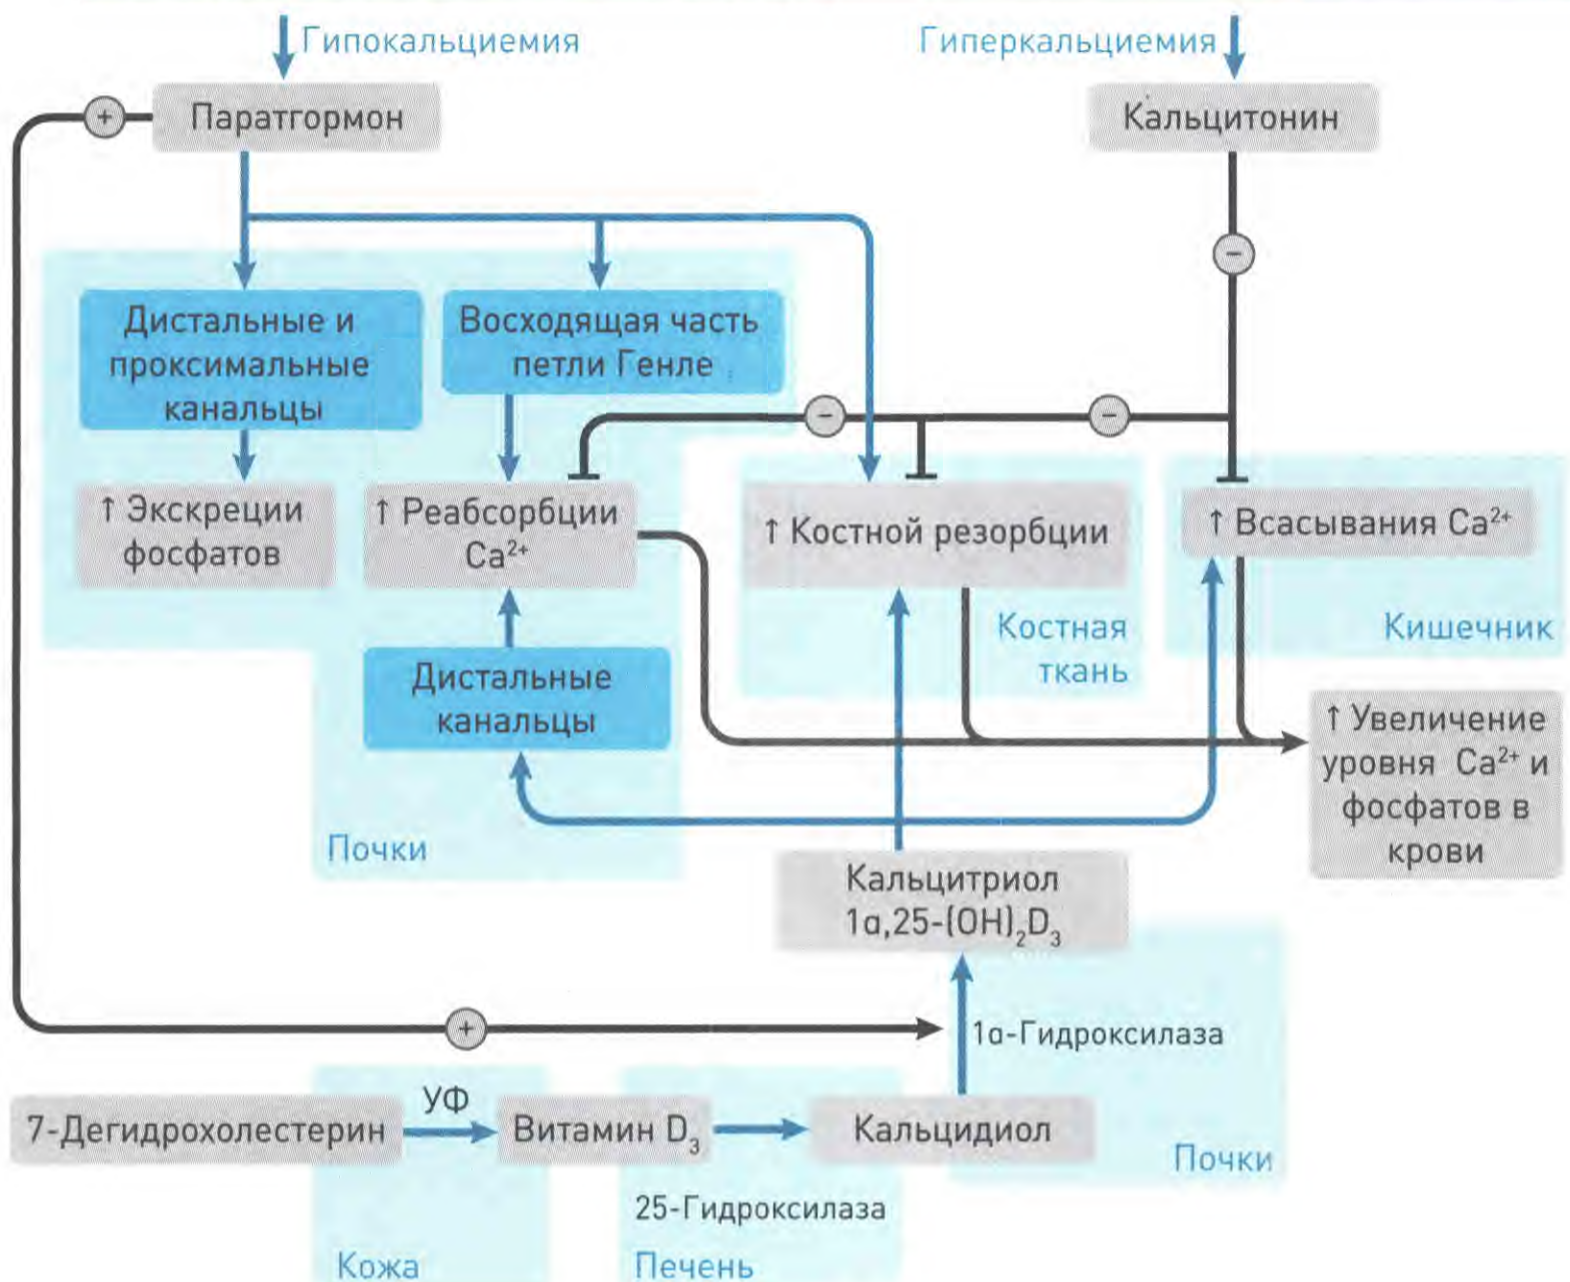 Гипокальциемия
Гиперкальциемия
+
Паратгормон
Кальцитонин
−
Дистальные и
проксимальные
канальцы
Восходящая часть
петли Генле
−
−
↑ Экскреции
фосфатов
↑ Реабсорбции
Ca²⁺
↑ Костной резорбции
↑ Всасывания Ca²⁺
Костная
ткань
Кишечник
Дистальные
канальцы
↑ Увеличение
уровня Ca²⁺ и
фосфатов в
крови
Почки
Кальцитриол
1α,25-(OH)₂D₃
+
1α-Гидроксилаза
7-Дегидрохолестерин
УФ
Витамин D₃
Кальцидиол
Почки
25-Гидроксилаза
Кожа
Печень